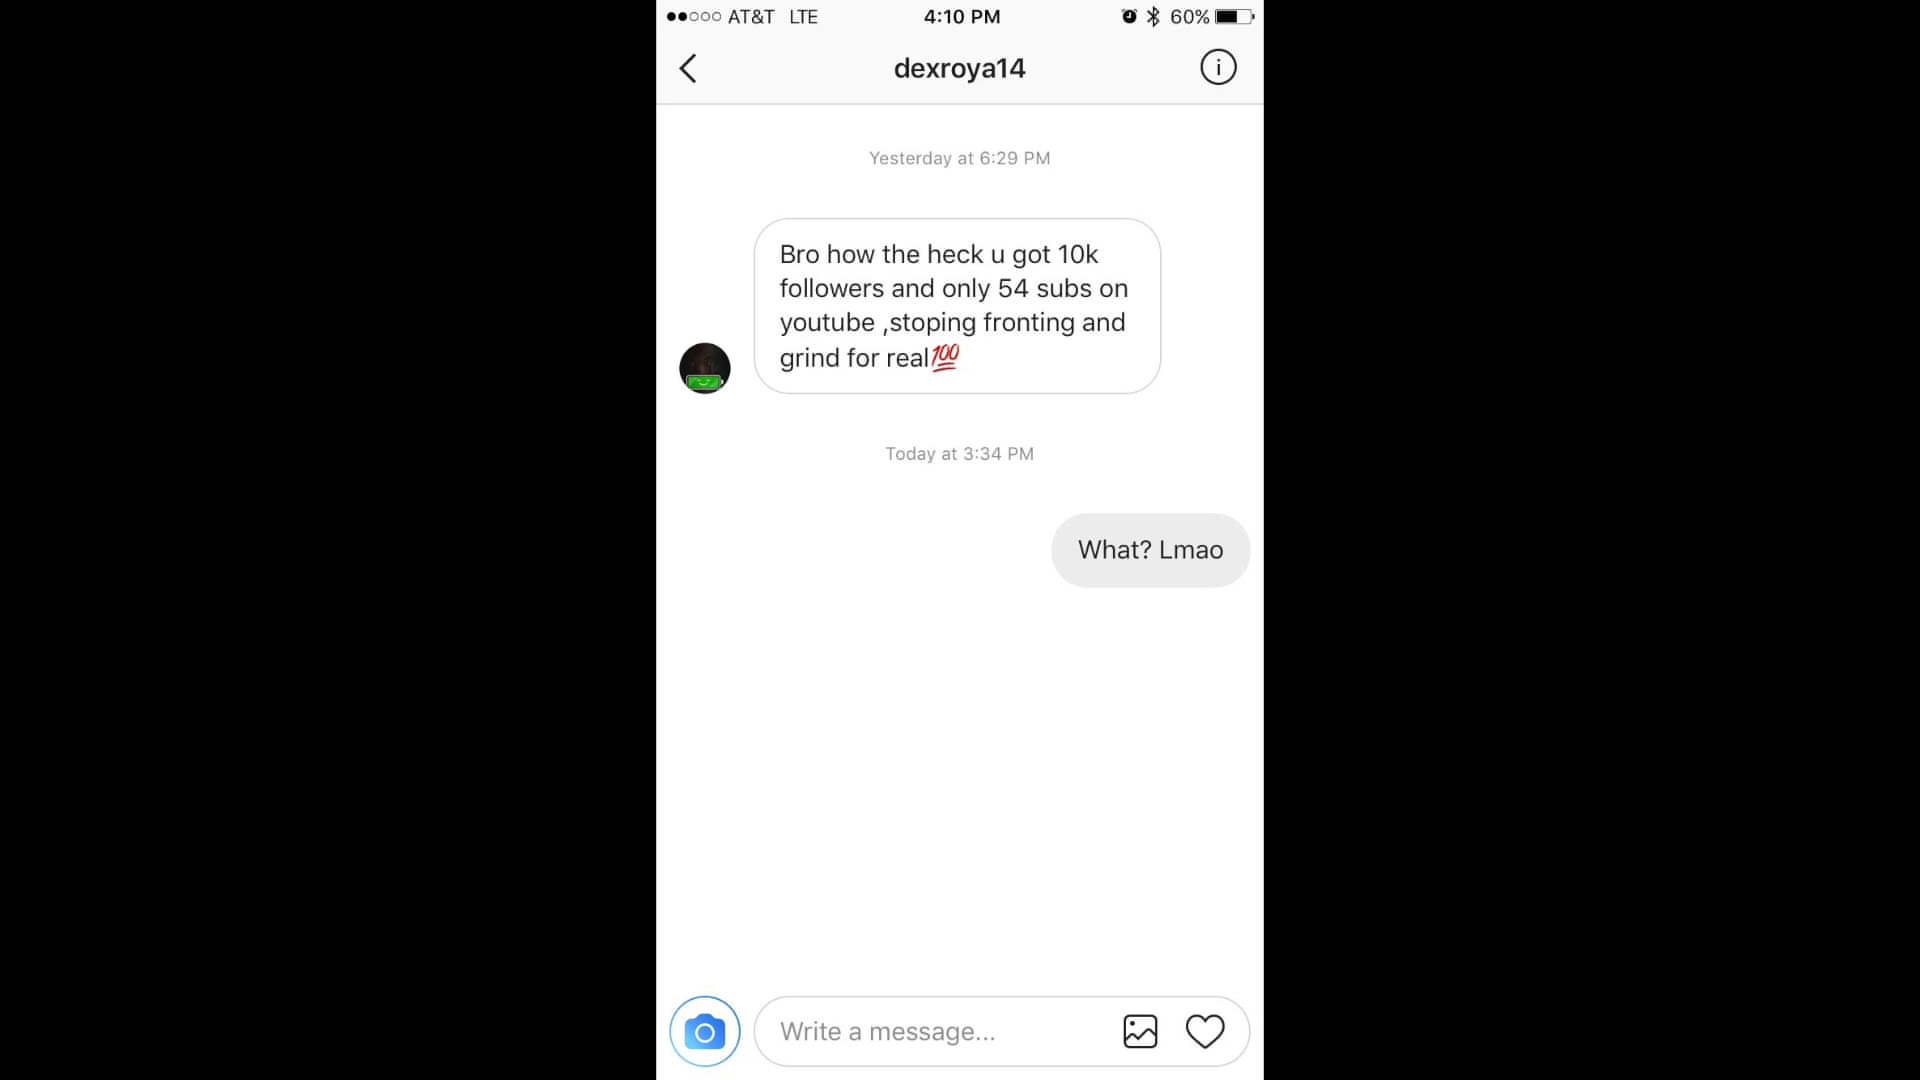 AT&T LTE 4:10 PM 60%
dexroya14
Yesterday at 6:29 PM
Bro how the heck u got 10k
followers and only 54 subs on
youtube ,stoping fronting and
grind for real💯
Today at 3:34 PM
What? Lmao
Write a message...